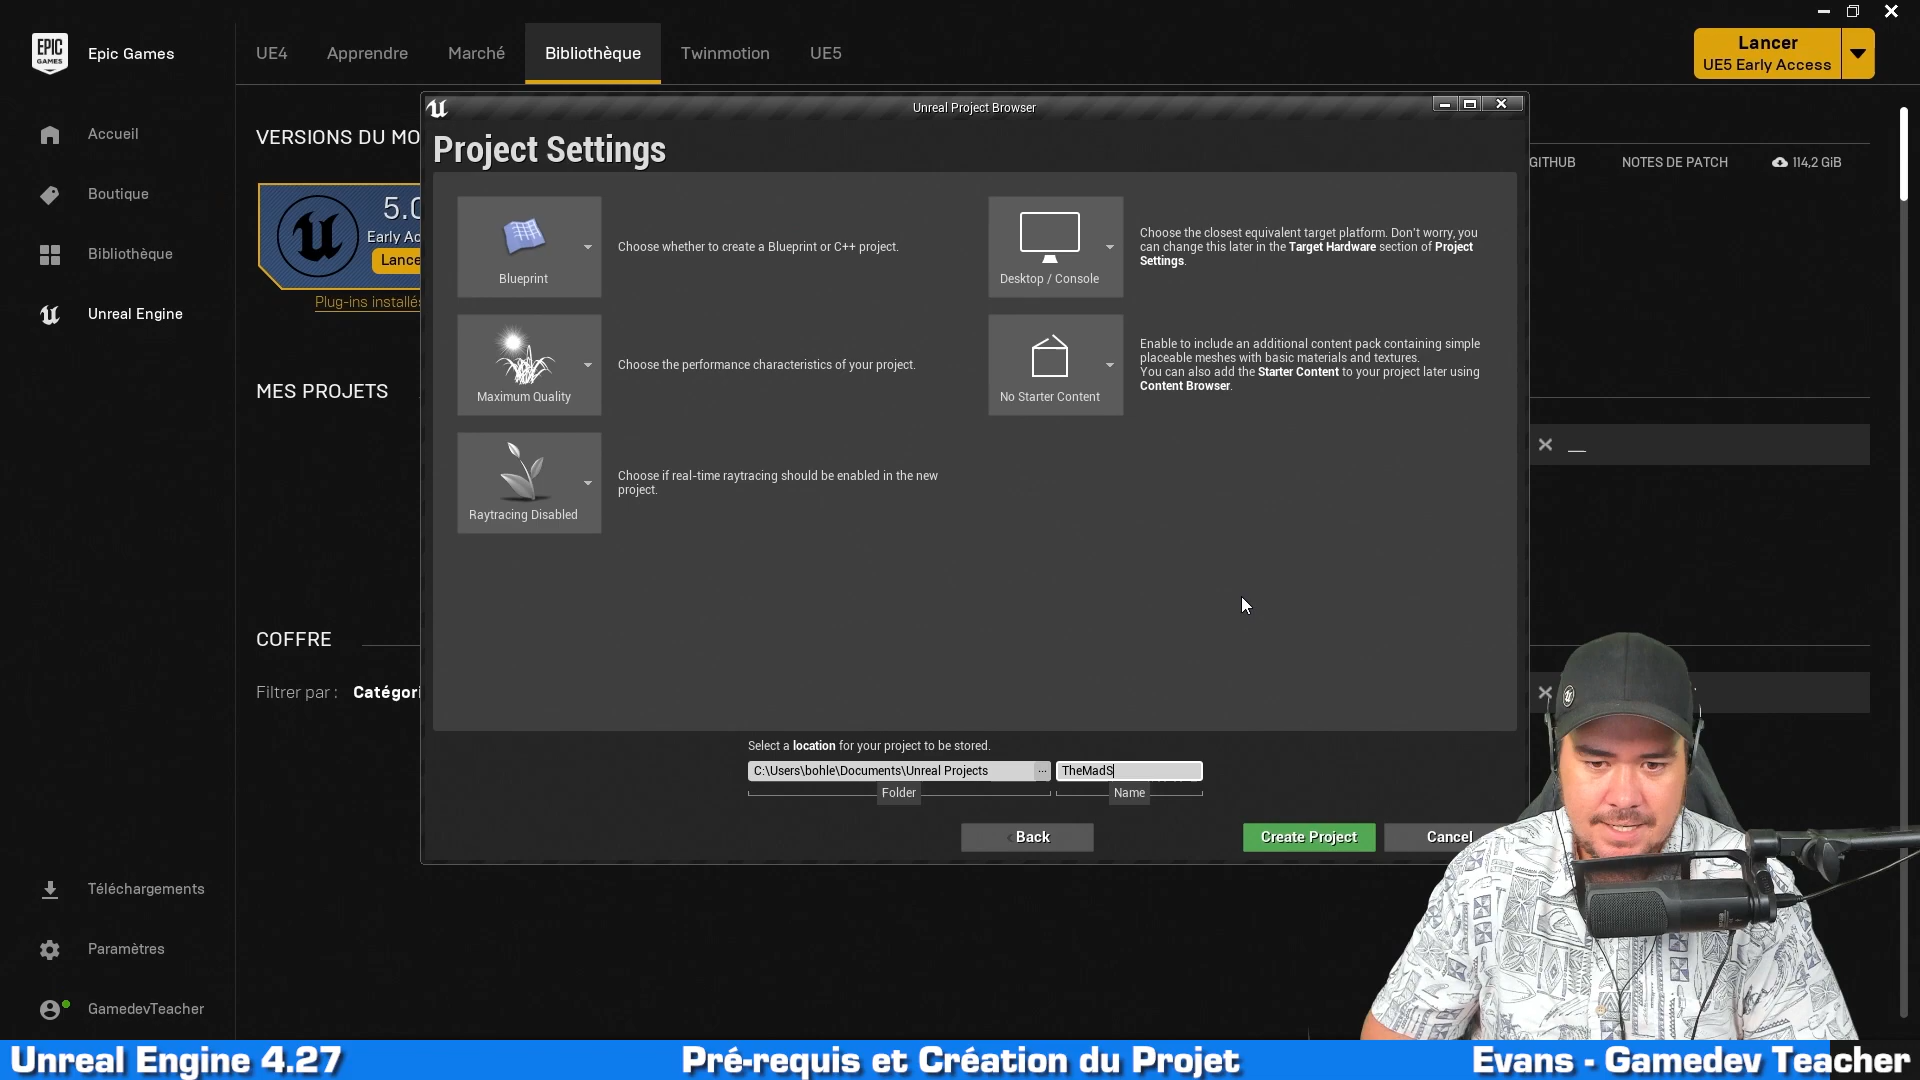 EPIC
GAMES
Epic Games
UE4
Apprendre
Marché
Bibliothèque
Twinmotion
UE5
Lancer
UE5 Early Access
Accueil
Boutique
Bibliothèque
Unreal Engine
Téléchargements
Paramètres
GamedevTeacher
VERSIONS DU MO
5.0
Early Ac
Lance
Plug-ins installés
MES PROJETS
COFFRE
Filtrer par :
Catégori
GITHUB
NOTES DE PATCH
114,2 GiB
Unreal Project Browser
Project Settings
Blueprint
Choose whether to create a Blueprint or C++ project.
Desktop / Console
Choose the closest equivalent target platform. Don't worry, you
can change this later in the Target Hardware section of Project
Settings.
Maximum Quality
Choose the performance characteristics of your project.
No Starter Content
Enable to include an additional content pack containing simple
placeable meshes with basic materials and textures.
You can also add the Starter Content to your project later using
Content Browser.
Raytracing Disabled
Choose if real-time raytracing should be enabled in the new
project.
Select a location for your project to be stored.
C:\Users\bohle\Documents\Unreal Projects
...
TheMadS
Folder
Name
Back
Create Project
Cancel
Unreal Engine 4.27
Pré-requis et Création du Projet
Evans - Gamedev Teacher